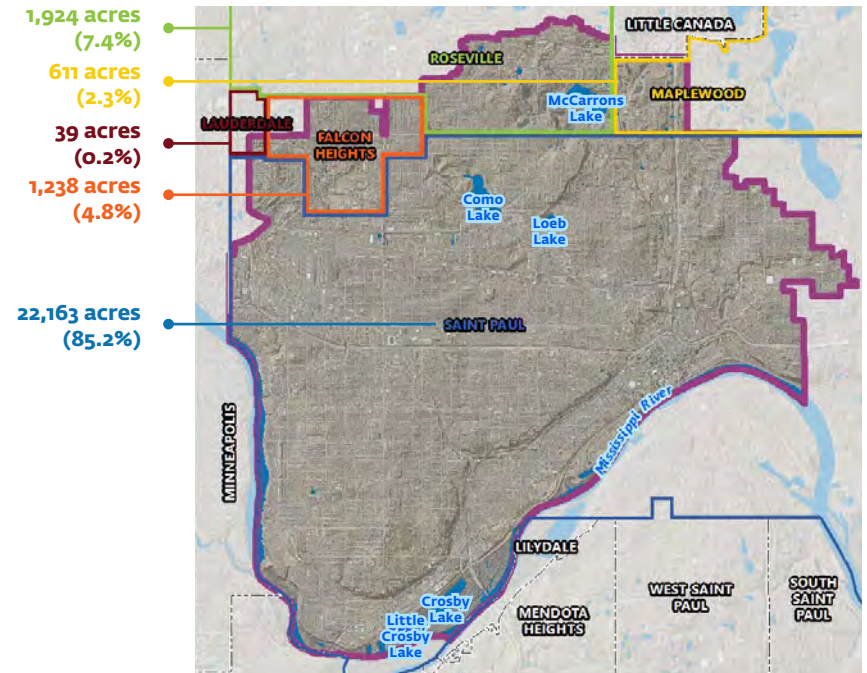 1,924 acres
(7.4%)
611 acres
(2.3%)
39 acres
(0.2%)
1,238 acres
(4.8%)
22,163 acres
(85.2%)
LITTLE CANADA
ROSEVILLE
MAPLEWOOD
McCarrons
Lake
LAUDERDALE
FALCON
HEIGHTS
Como
Lake
Loeb
Lake
SAINT PAUL
MINNEAPOLIS
Mississippi River
LILYDALE
Crosby
Lake
Little
Crosby
Lake
MENDOTA
HEIGHTS
WEST SAINT
PAUL
SOUTH
SAINT
PAUL